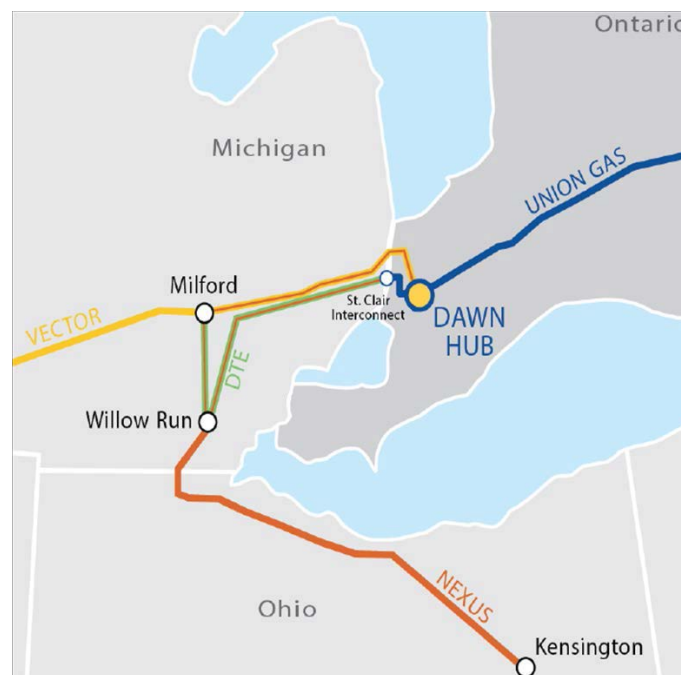 Ontario
Michigan
UNION GAS
Milford
St. Clair
Interconnect
DAWN
HUB
VECTOR
DTE
Willow Run
NEXUS
Ohio
Kensington